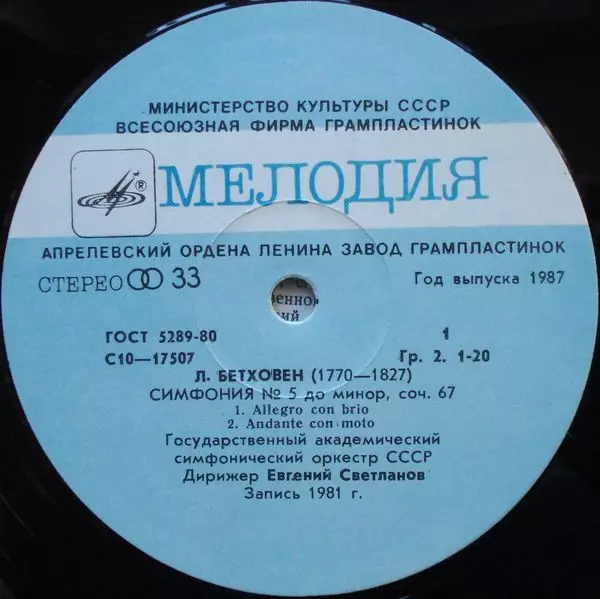 МИНИСТЕРСТВО КУЛЬТУРЫ СССР
ВСЕСОЮЗНАЯ ФИРМА ГРАМПЛАСТИНОК
® МЕЛОДИЯ
АПРЕЛЕВСКИЙ ОРДЕНА ЛЕНИНА ЗАВОД ГРАМПЛАСТИНОК
СТЕРЕО 33 Год выпуска 1987
ГОСТ 5289-80 1
С10—17507 Гр. 2. 1-20
Л. БЕТХОВЕН (1770—1827)
СИМФОНИЯ № 5 до минор, соч. 67
1. Allegro con brio
2. Andante con moto
Государственный академический
симфонический оркестр СССР
Дирижер Евгений Светланов
Запись 1981 г.